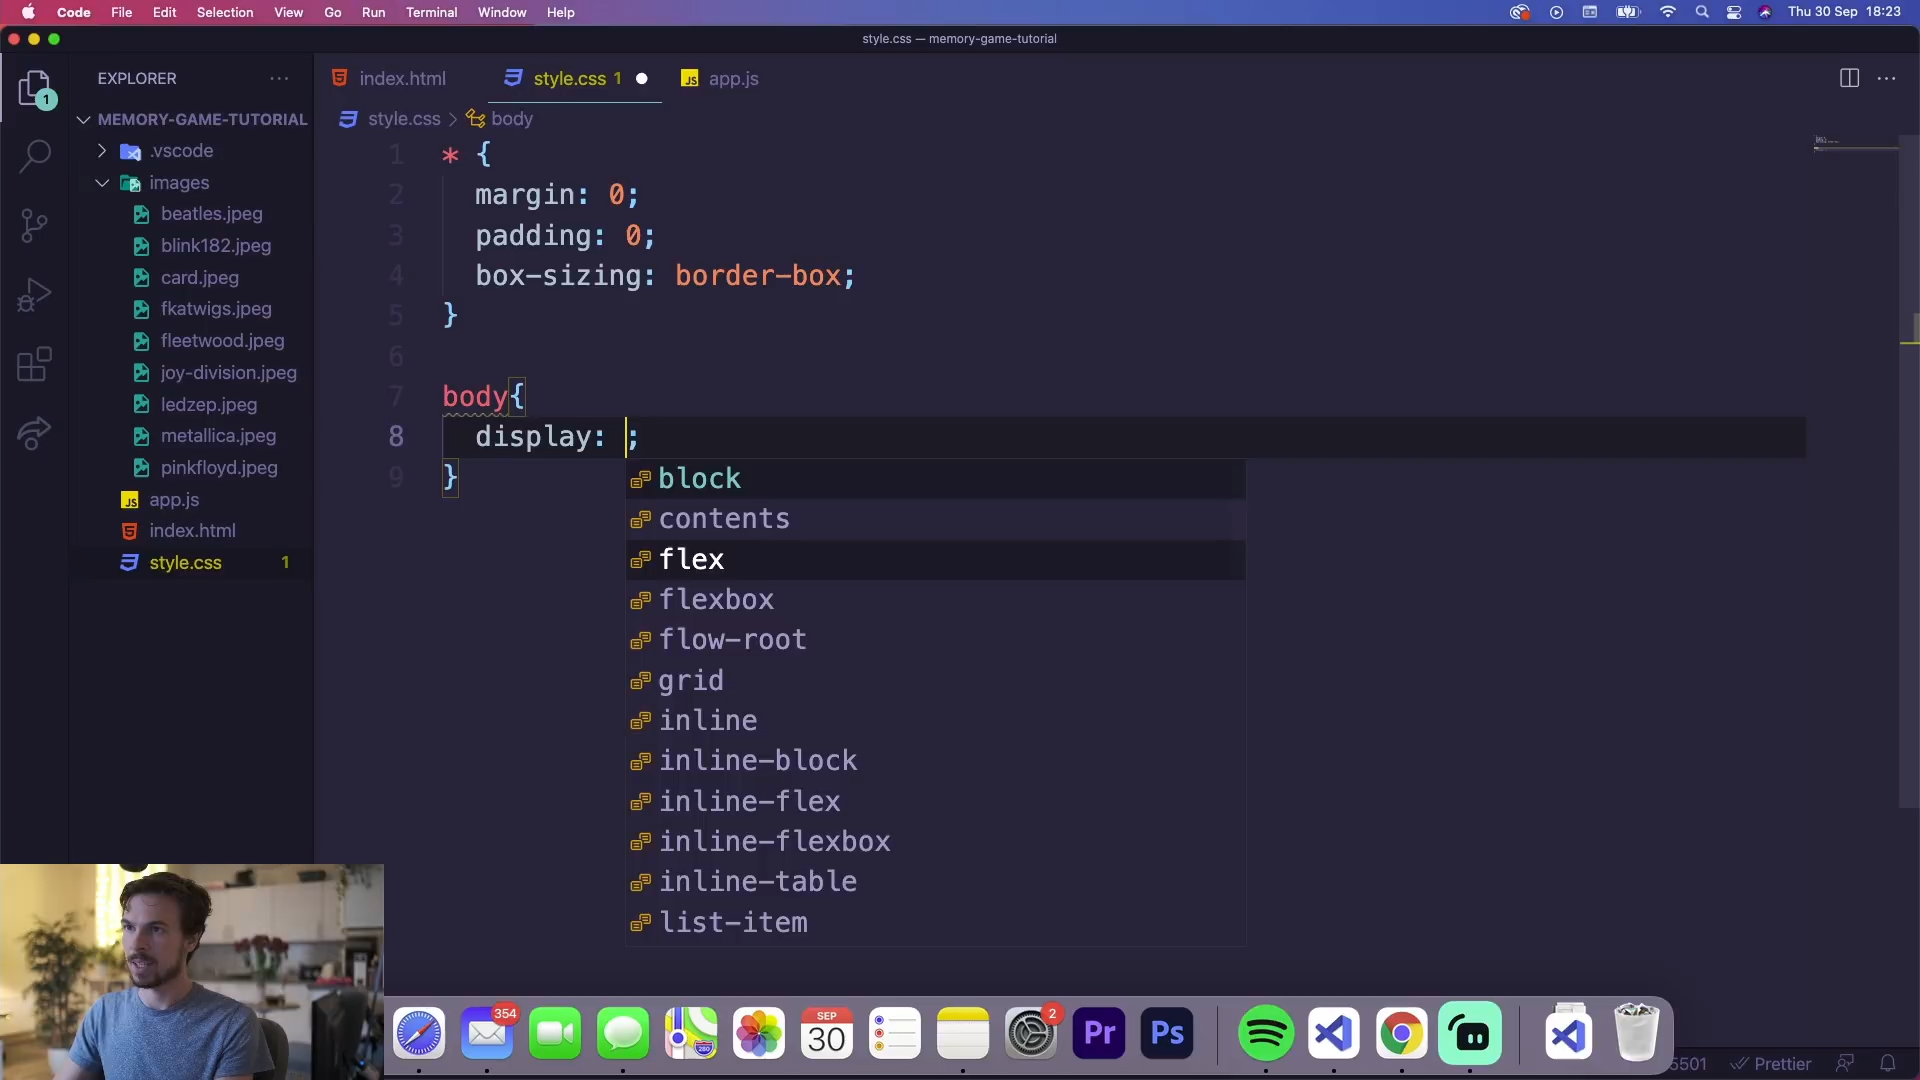 Code File Edit Selection View Go Run Terminal Window Help Thu 30 Sep 18:23
style.css — memory-game-tutorial
EXPLORER
index.html
style.css 1
JS app.js
1
MEMORY-GAME-TUTORIAL
style.css > body
.vscode
images
beatles.jpeg
blink182.jpeg
card.jpeg
fkatwigs.jpeg
fleetwood.jpeg
joy-division.jpeg
ledzep.jpeg
metallica.jpeg
pinkfloyd.jpeg
JS app.js
index.html
style.css 1
1 * {
2 margin: 0;
3 padding: 0;
4 box-sizing: border-box;
5 }
6
7 body{
8 display: ;
9 }
block
contents
flex
flexbox
flow-root
grid
inline
inline-block
inline-flex
inline-flexbox
inline-table
list-item
354
SEP
30
2
Pr
Ps
280
5501 Prettier